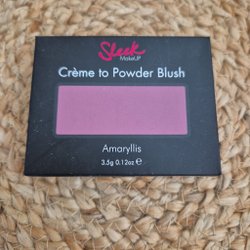 Sleek
MakeUP
Crème to Powder Blush
Amaryllis
3.5g 0.12oz ℮